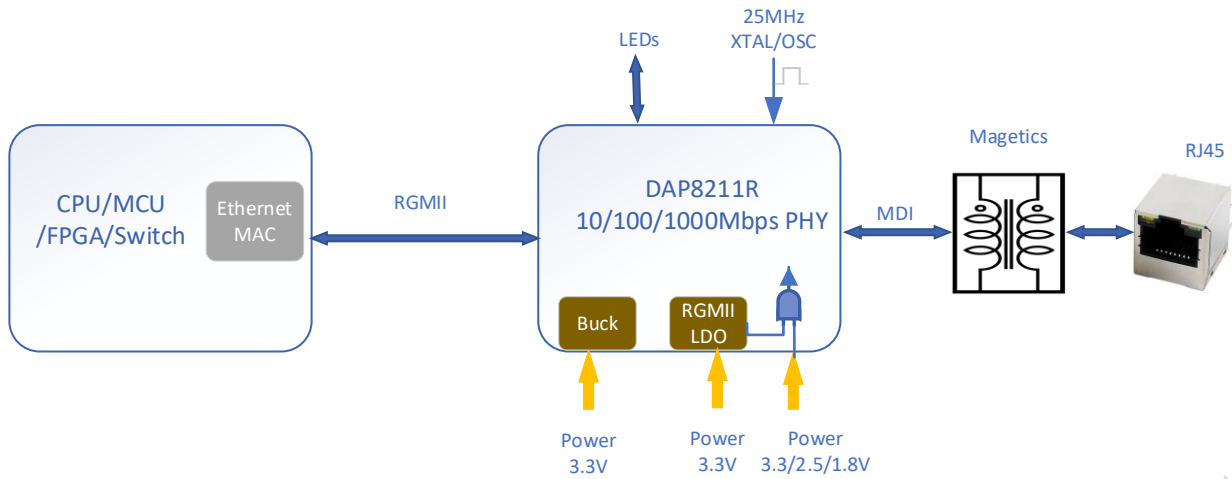 25MHz
XTAL/OSC
LEDs
Magetics
RJ45
CPU/MCU
/FPGA/Switch
Ethernet
MAC
RGMII
DAP8211R
10/100/1000Mbps PHY
MDI
Buck
RGMII
LDO
Power
3.3V
Power
3.3V
Power
3.3/2.5/1.8V